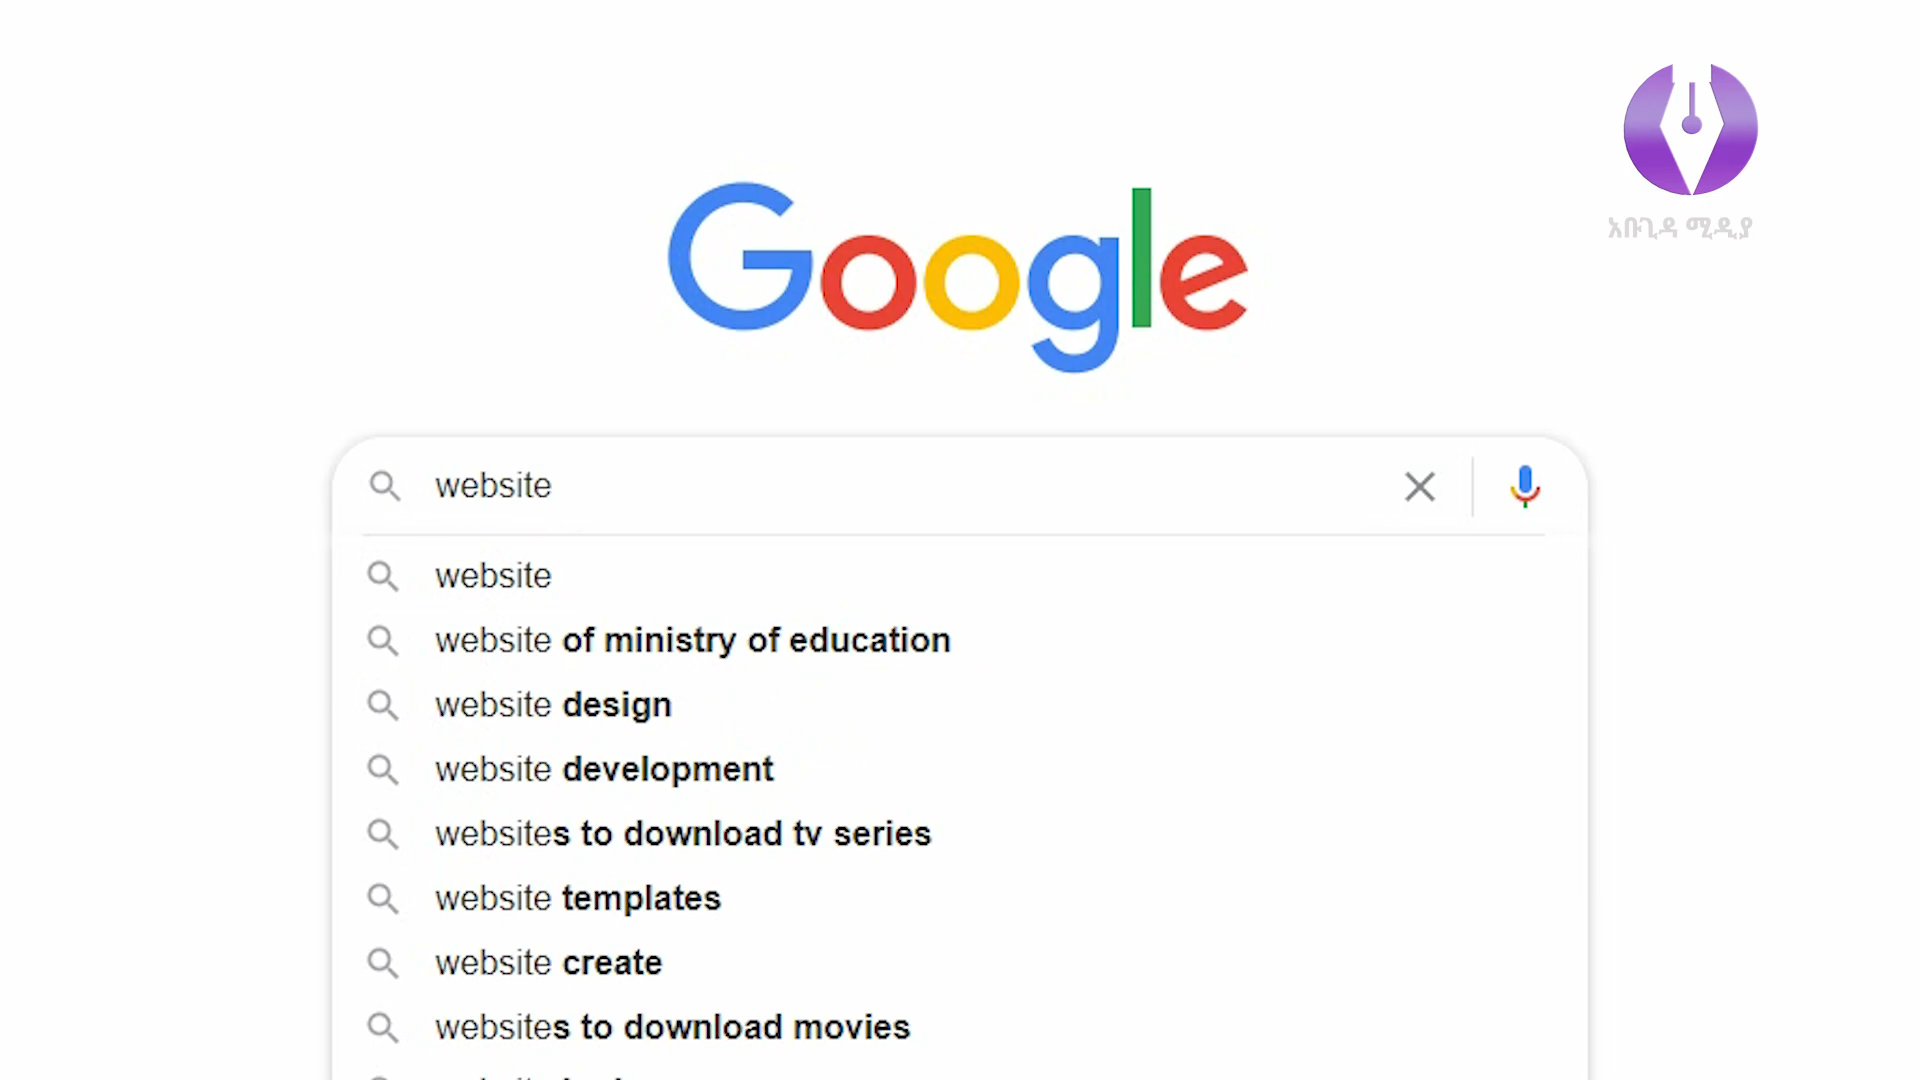 አቡጊዳ ሚዲያ
Google
website
website
website of ministry of education
website design
website development
websites to download tv series
website templates
website create
websites to download movies